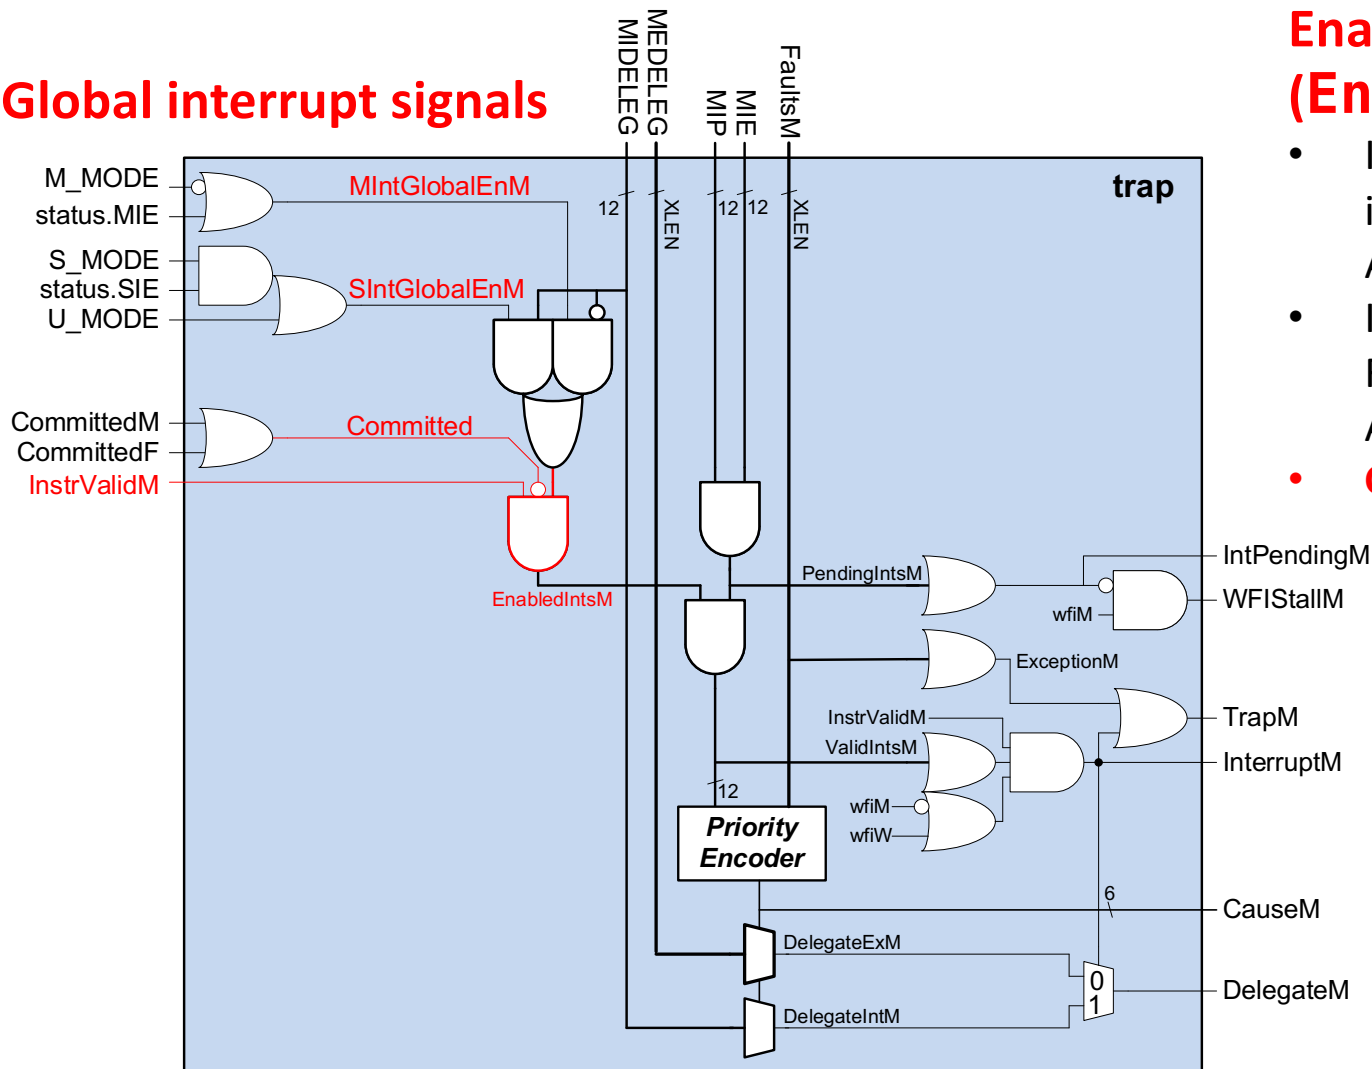 Global interrupt signals
Ena
(En
•
•
•
MIDELEG
MEDELEG
MIP
MIE
FaultsM
trap
M_MODE
status.MIE
S_MODE
status.SIE
U_MODE
MIntGlobalEnM
SIntGlobalEnM
12
XLEN
12
12
XLEN
CommittedM
CommittedF
InstrValidM
Committed
EnabledIntsM
PendingIntsM
wfiM
IntPendingM
WFIStallM
ExceptionM
InstrValidM
ValidIntsM
TrapM
InterruptM
12
wfiM
wfiW
Priority
Encoder
6
CauseM
DelegateExM
DelegateIntM
0
1
DelegateM